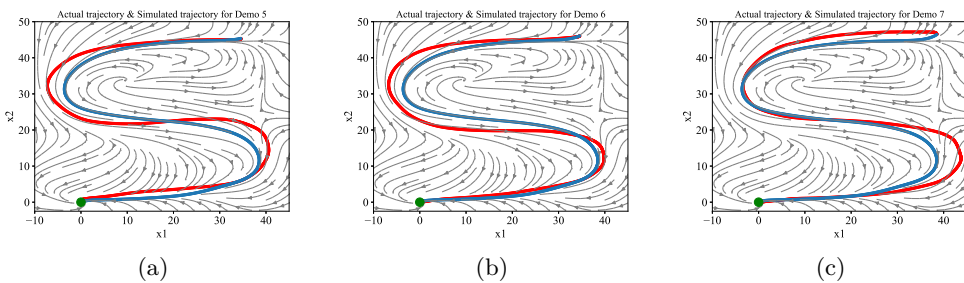 Actual trajectory & Simulated trajectory for Demo 5
50
40
30
20
10
0
x2
−10 0 10 20 30 40
x1
(a)
Actual trajectory & Simulated trajectory for Demo 6
50
40
30
20
10
0
x2
−10 0 10 20 30 40
x1
(b)
Actual trajectory & Simulated trajectory for Demo 7
50
40
30
20
10
0
x2
−10 0 10 20 30 40
x1
(c)